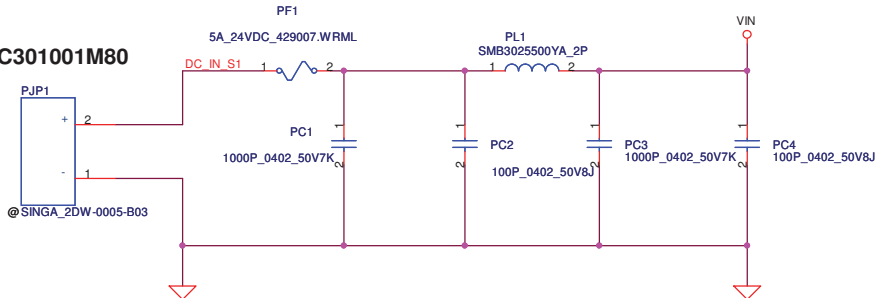 PF1
5A_24VDC_429007.WRML
VIN
PL1
SMB3025500YA_2P
C301001M80
DC_IN_S1
1
2
1
2
PJP1
+
2
-
1
@SINGA_2DW-0005-B03
1
PC1
1000P_0402_50V7K
2
1
PC2
100P_0402_50V8J
2
1
PC3
1000P_0402_50V7K
2
1
PC4
100P_0402_50V8J
2